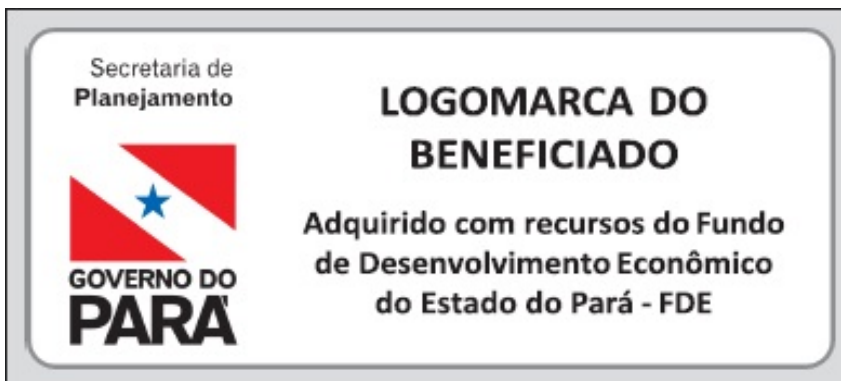 Secretaria de
Planejamento
GOVERNO DO
PARÁ
LOGOMARCA DO
BENEFICIADO
Adquirido com recursos do Fundo
de Desenvolvimento Econômico
do Estado do Pará - FDE